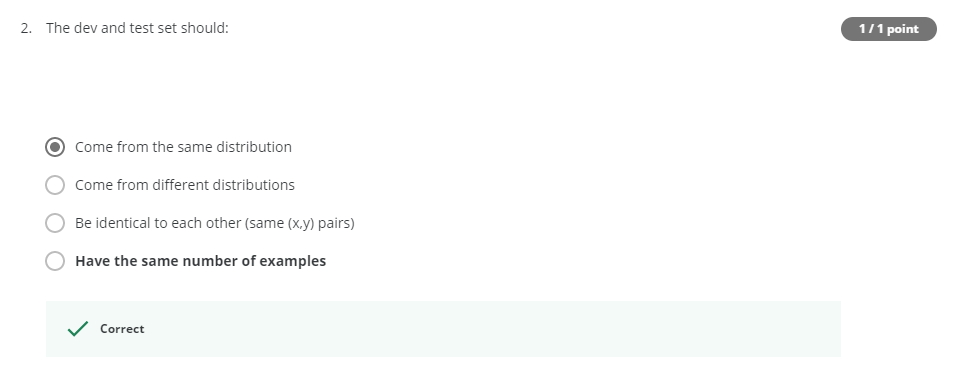 2. The dev and test set should:
1 / 1 point
Come from the same distribution
Come from different distributions
Be identical to each other (same (x,y) pairs)
Have the same number of examples
Correct